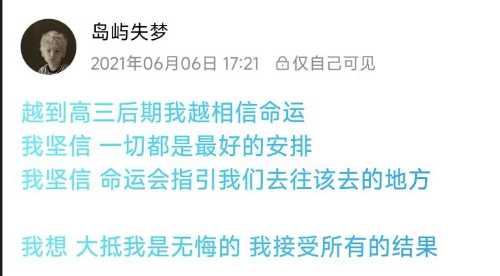 岛屿失梦
2021年06月06日 17:21 仅自己可见
越到高三后期我越相信命运
我坚信 一切都是最好的安排
我坚信 命运会指引我们去往该去的地方
我想 大抵我是无悔的 我接受所有的结果